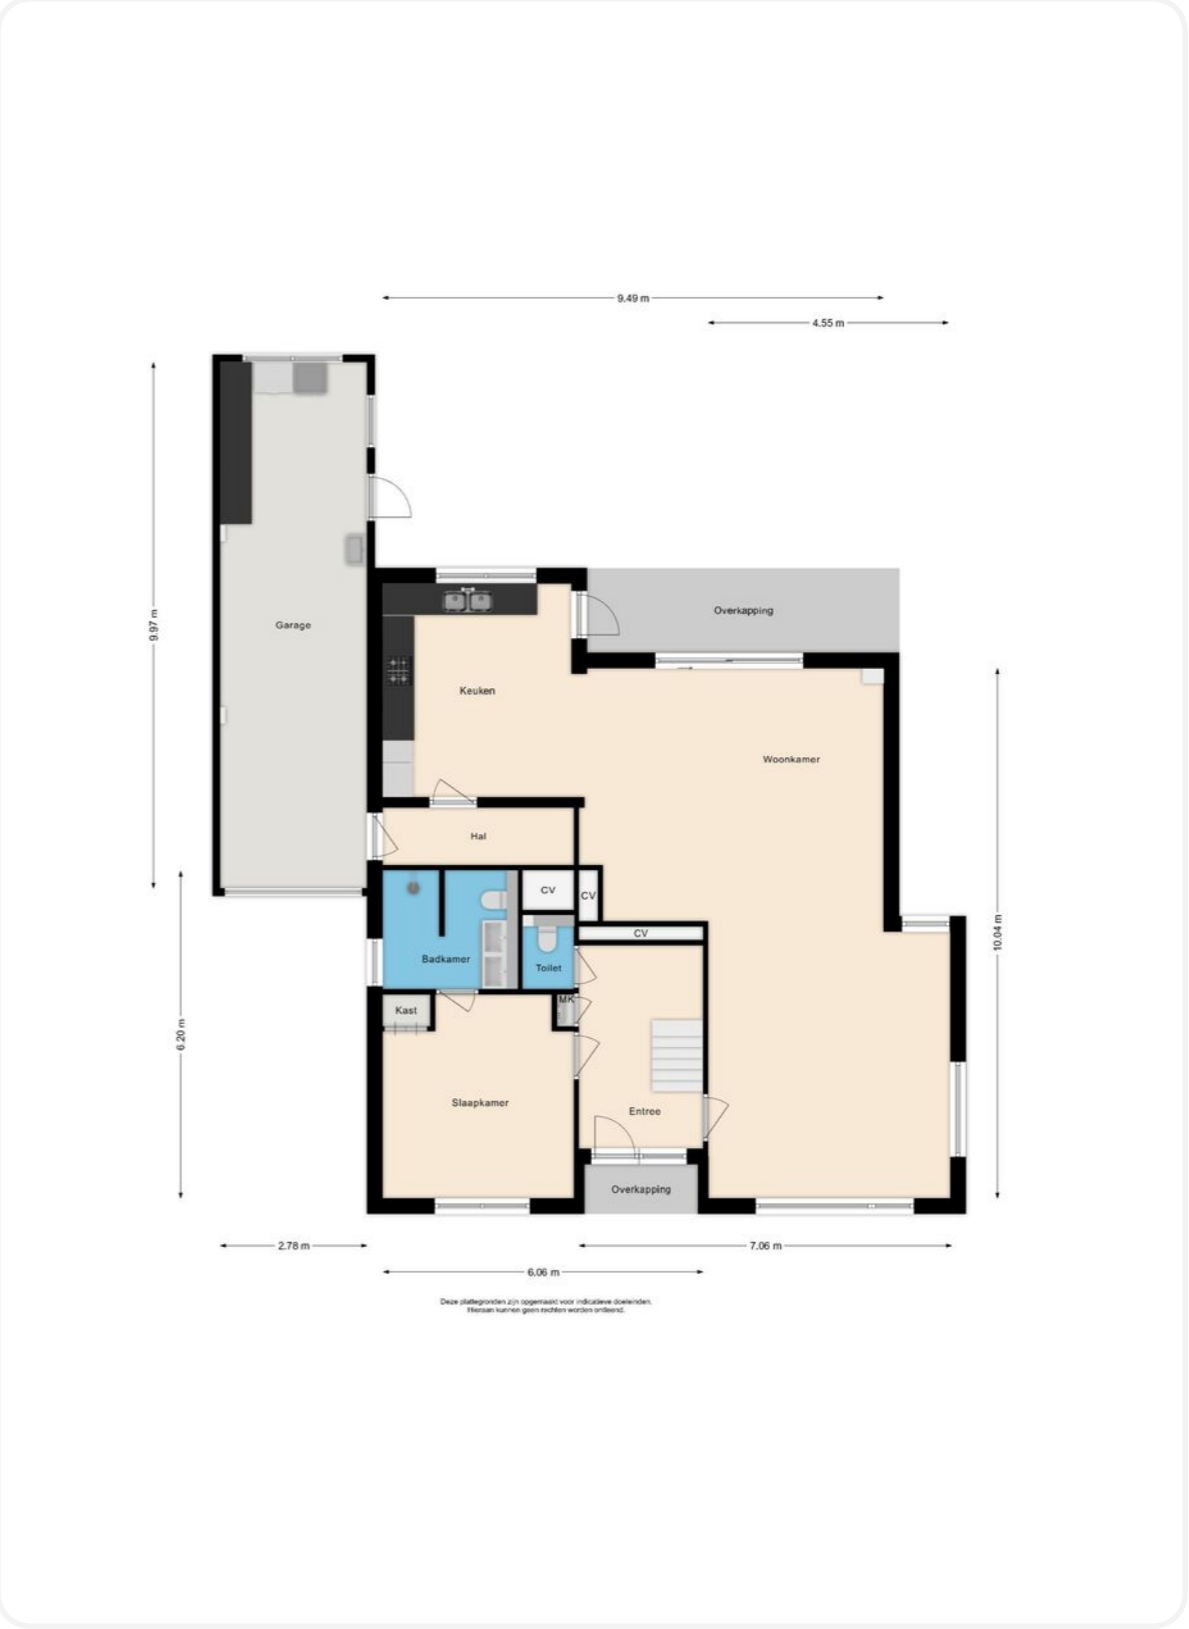 9.49 m
4.55 m
9.97 m
Garage
Overkapping
Keuken
Woonkamer
Hal
CV
CV
CV
Badkamer
Toilet
MK
Kast
10.04 m
6.20 m
Slaapkamer
Entree
Overkapping
2.78 m
7.06 m
6.06 m
Deze plattegronden zijn opgemaakt voor indicatieve doeleinden.
Hieraan kunnen geen rechten worden ontleend.